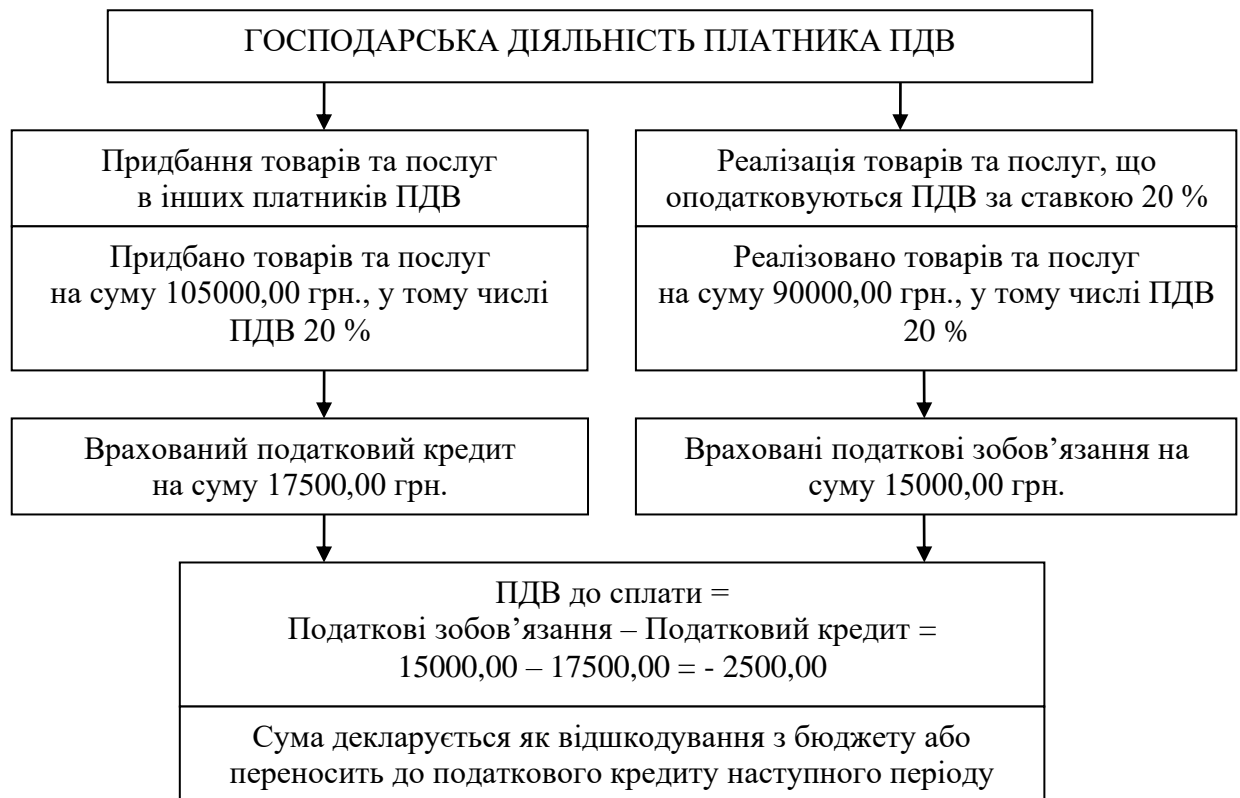 ГОСПОДАРСЬКА ДІЯЛЬНІСТЬ ПЛАТНИКА ПДВ
Придбання товарів та послуг
в інших платників ПДВ
Придбано товарів та послуг
на суму 105000,00 грн., у тому числі
ПДВ 20 %
Врахований податковий кредит
на суму 17500,00 грн.
Реалізація товарів та послуг, що
оподатковуються ПДВ за ставкою 20 %
Реалізовано товарів та послуг
на суму 90000,00 грн., у тому числі ПДВ
20 %
Враховані податкові зобов’язання на
суму 15000,00 грн.
ПДВ до сплати =
Податкові зобов’язання – Податковий кредит =
15000,00 – 17500,00 = - 2500,00
Сума декларується як відшкодування з бюджету або
переносить до податкового кредиту наступного періоду